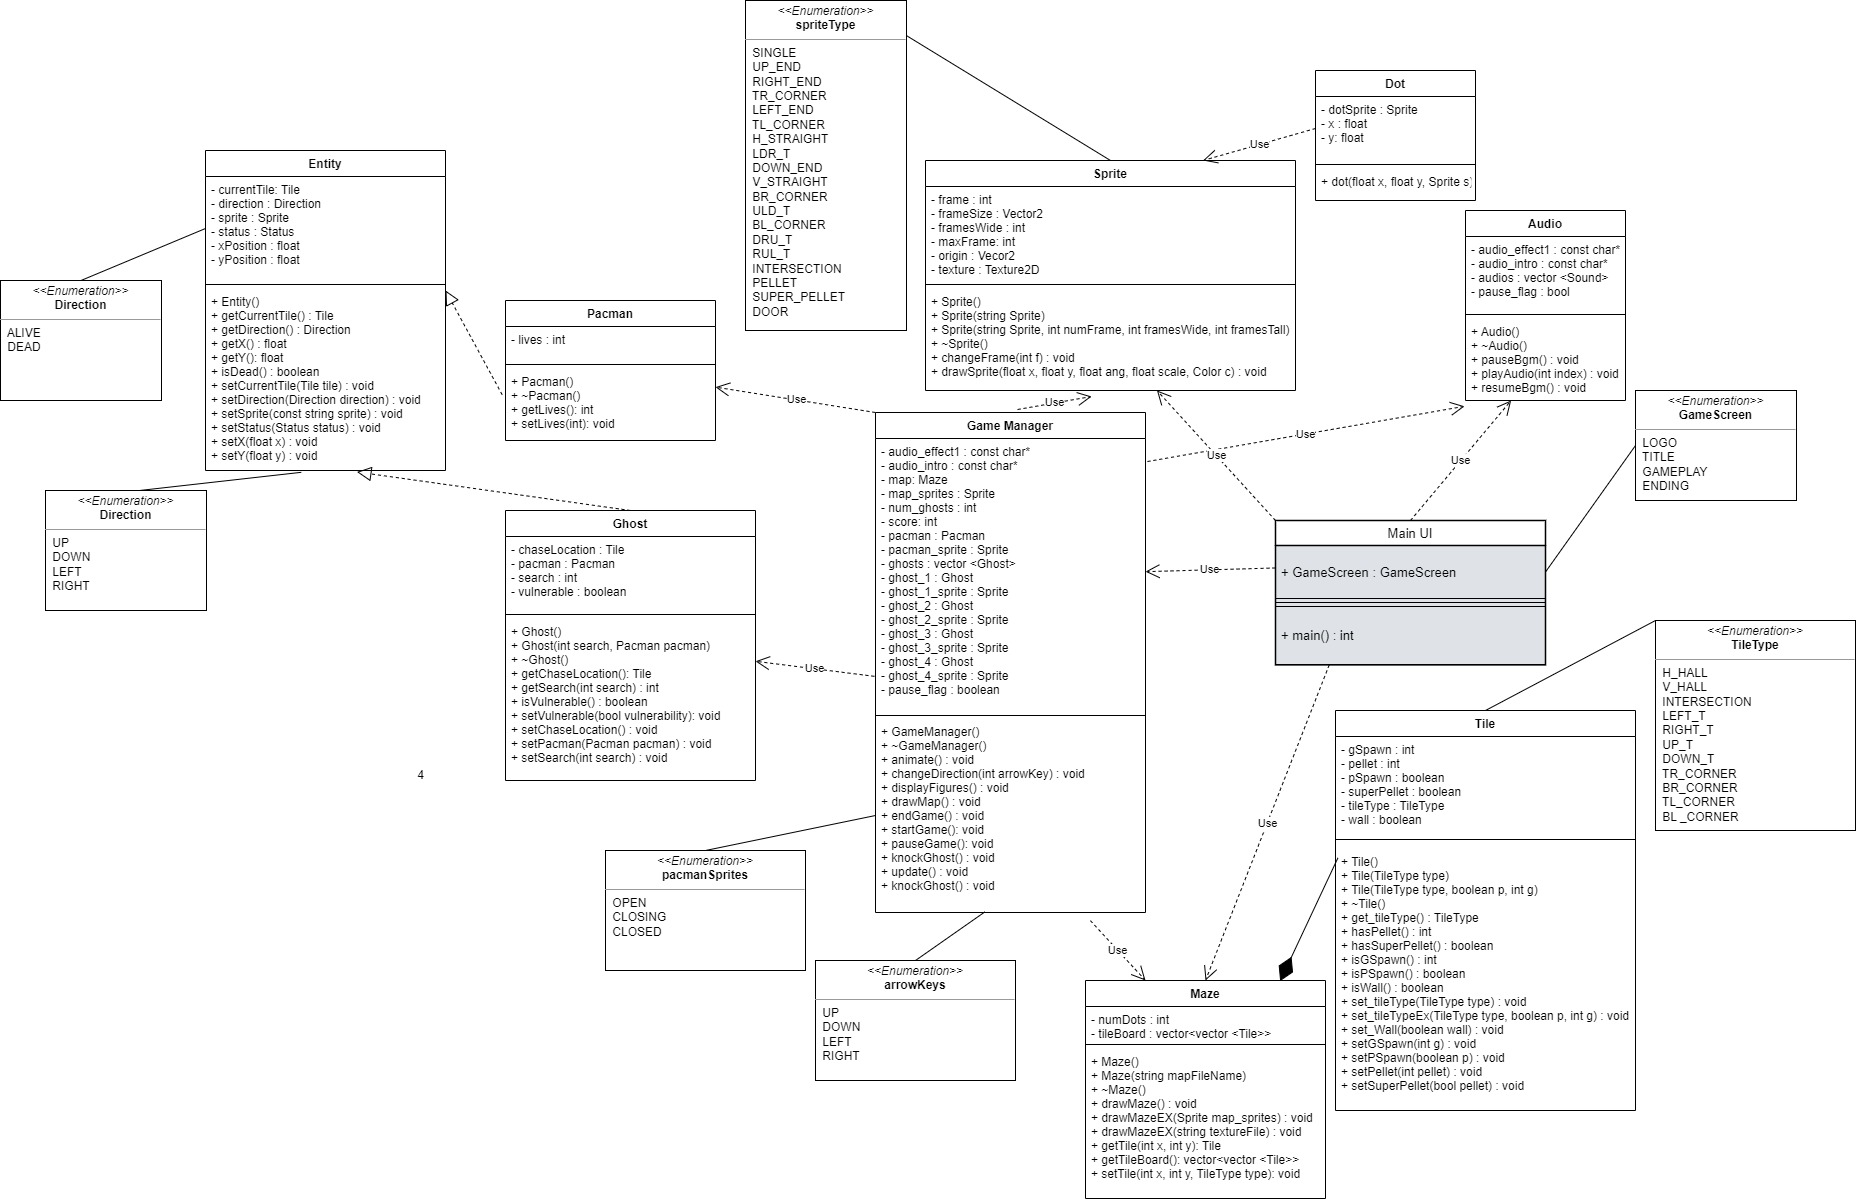 <<Enumeration>>
spriteType
SINGLE
UP_END
RIGHT_END
TR_CORNER
LEFT_END
TL_CORNER
H_STRAIGHT
LDR_T
DOWN_END
V_STRAIGHT
BR_CORNER
ULD_T
BL_CORNER
DRU_T
RUL_T
INTERSECTION
PELLET
SUPER_PELLET
DOOR
Dot
- dotSprite : Sprite
- x : float
- y: float
+ dot(float x, float y, Sprite s)
Use
Entity
- currentTile: Tile
- direction : Direction
- sprite : Sprite
- status : Status
- xPosition : float
- yPosition : float
+ Entity()
+ getCurrentTile() : Tile
+ getDirection() : Direction
+ getX() : float
+ getY(): float
+ isDead() : boolean
+ setCurrentTile(Tile tile) : void
+ setDirection(Direction direction) : void
+ setSprite(const string sprite) : void
+ setStatus(Status status) : void
+ setX(float x) : void
+ setY(float y) : void
Sprite
- frame : int
- frameSize : Vector2
- framesWide : int
- maxFrame: int
- origin : Vecor2
- texture : Texture2D
+ Sprite()
+ Sprite(string Sprite)
+ Sprite(string Sprite, int numFrame, int framesWide, int framesTall)
+ ~Sprite()
+ changeFrame(int f) : void
+ drawSprite(float x, float y, float ang, float scale, Color c) : void
Audio
- audio_effect1 : const char*
- audio_intro : const char*
- audios : vector <Sound>
- pause_flag : bool
+ Audio()
+ ~Audio()
+ pauseBgm() : void
+ playAudio(int index) : void
+ resumeBgm() : void
<<Enumeration>>
Direction
ALIVE
DEAD
Pacman
- lives : int
+ Pacman()
+ ~Pacman()
+ getLives(): int
+ setLives(int): void
Use
Use
Use
Use
Use
<<Enumeration>>
GameScreen
LOGO
TITLE
GAMEPLAY
ENDING
Game Manager
- audio_effect1 : const char*
- audio_intro : const char*
- map: Maze
- map_sprites : Sprite
- num_ghosts : int
- score: int
- pacman : Pacman
- pacman_sprite : Sprite
- ghosts : vector <Ghost>
- ghost_1 : Ghost
- ghost_1_sprite : Sprite
- ghost_2 : Ghost
- ghost_2_sprite : Sprite
- ghost_3 : Ghost
- ghost_3_sprite : Sprite
- ghost_4 : Ghost
- ghost_4_sprite : Sprite
- pause_flag : boolean
+ GameManager()
+ ~GameManager()
+ animate() : void
+ changeDirection(int arrowKey) : void
+ displayFigures() : void
+ drawMap() : void
+ endGame() : void
+ startGame(): void
+ pauseGame(): void
+ knockGhost() : void
+ update() : void
+ knockGhost() : void
<<Enumeration>>
Direction
UP
DOWN
LEFT
RIGHT
Ghost
- chaseLocation : Tile
- pacman : Pacman
- search : int
- vulnerable : boolean
+ Ghost()
+ Ghost(int search, Pacman pacman)
+ ~Ghost()
+ getChaseLocation(): Tile
+ getSearch(int search) : int
+ isVulnerable() : boolean
+ setVulnerable(bool vulnerability): void
+ setChaseLocation() : void
+ setPacman(Pacman pacman) : void
+ setSearch(int search) : void
Use
Use
Main UI
+ GameScreen : GameScreen
+ main() : int
<<Enumeration>>
TileType
H_HALL
V_HALL
INTERSECTION
LEFT_T
RIGHT_T
UP_T
DOWN_T
TR_CORNER
BR_CORNER
TL_CORNER
BL _CORNER
Tile
- gSpawn : int
- pellet : int
- pSpawn : boolean
- superPellet : boolean
- tileType : TileType
- wall : boolean
+ Tile()
+ Tile(TileType type)
+ Tile(TileType type, boolean p, int g)
+ ~Tile()
+ get_tileType() : TileType
+ hasPellet() : int
+ hasSuperPellet() : boolean
+ isGSpawn() : int
+ isPSpawn() : boolean
+ isWall() : boolean
+ set_tileType(TileType type) : void
+ set_tileTypeEx(TileType type, boolean p, int g) : void
+ set_Wall(boolean wall) : void
+ setGSpawn(int g) : void
+ setPSpawn(boolean p) : void
+ setPellet(int pellet) : void
+ setSuperPellet(bool pellet) : void
4
Use
<<Enumeration>>
pacmanSprites
OPEN
CLOSING
CLOSED
Use
<<Enumeration>>
arrowKeys
UP
DOWN
LEFT
RIGHT
Maze
- numDots : int
- tileBoard : vector<vector <Tile>>
+ Maze()
+ Maze(string mapFileName)
+ ~Maze()
+ drawMaze() : void
+ drawMazeEX(Sprite map_sprites) : void
+ drawMazeEX(string textureFile) : void
+ getTile(int x, int y): Tile
+ getTileBoard(): vector<vector <Tile>>
+ setTile(int x, int y, TileType type): void